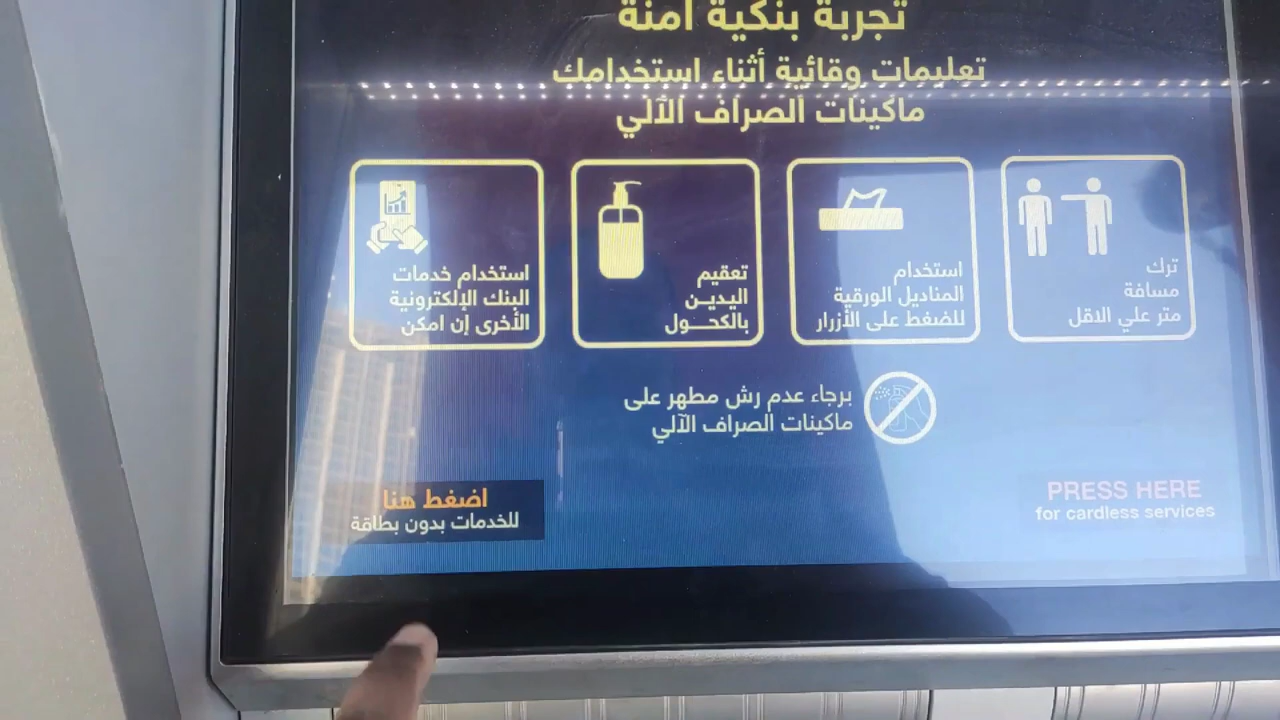 تجربة بنكية آمنة
تعليمات وقائية أثناء استخدامك
ماكينات الصراف الآلي
ترك
مسافة
متر علي الاقل
استخدام
المناديل الورقية
للضغط على الأزرار
تعقيم
اليديـن
بالكحـــول
استخدام خدمات
البنك الإلكترونية
الأخرى إن امكن
برجاء عدم رش مطهر على
ماكينات الصراف الآلي
PRESS HERE
for cardless services
اضغط هنا
للخدمات بدون بطاقة